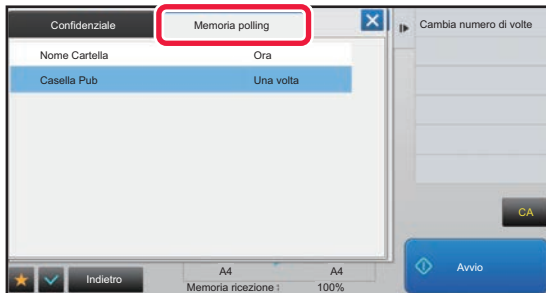 Confidenziale
Memoria polling
Nome Cartella Ora
Casella Pub Una volta
Cambia numero di volte
CA
Avvio
Indietro
A4 A4
Memoria ricezione : 100%